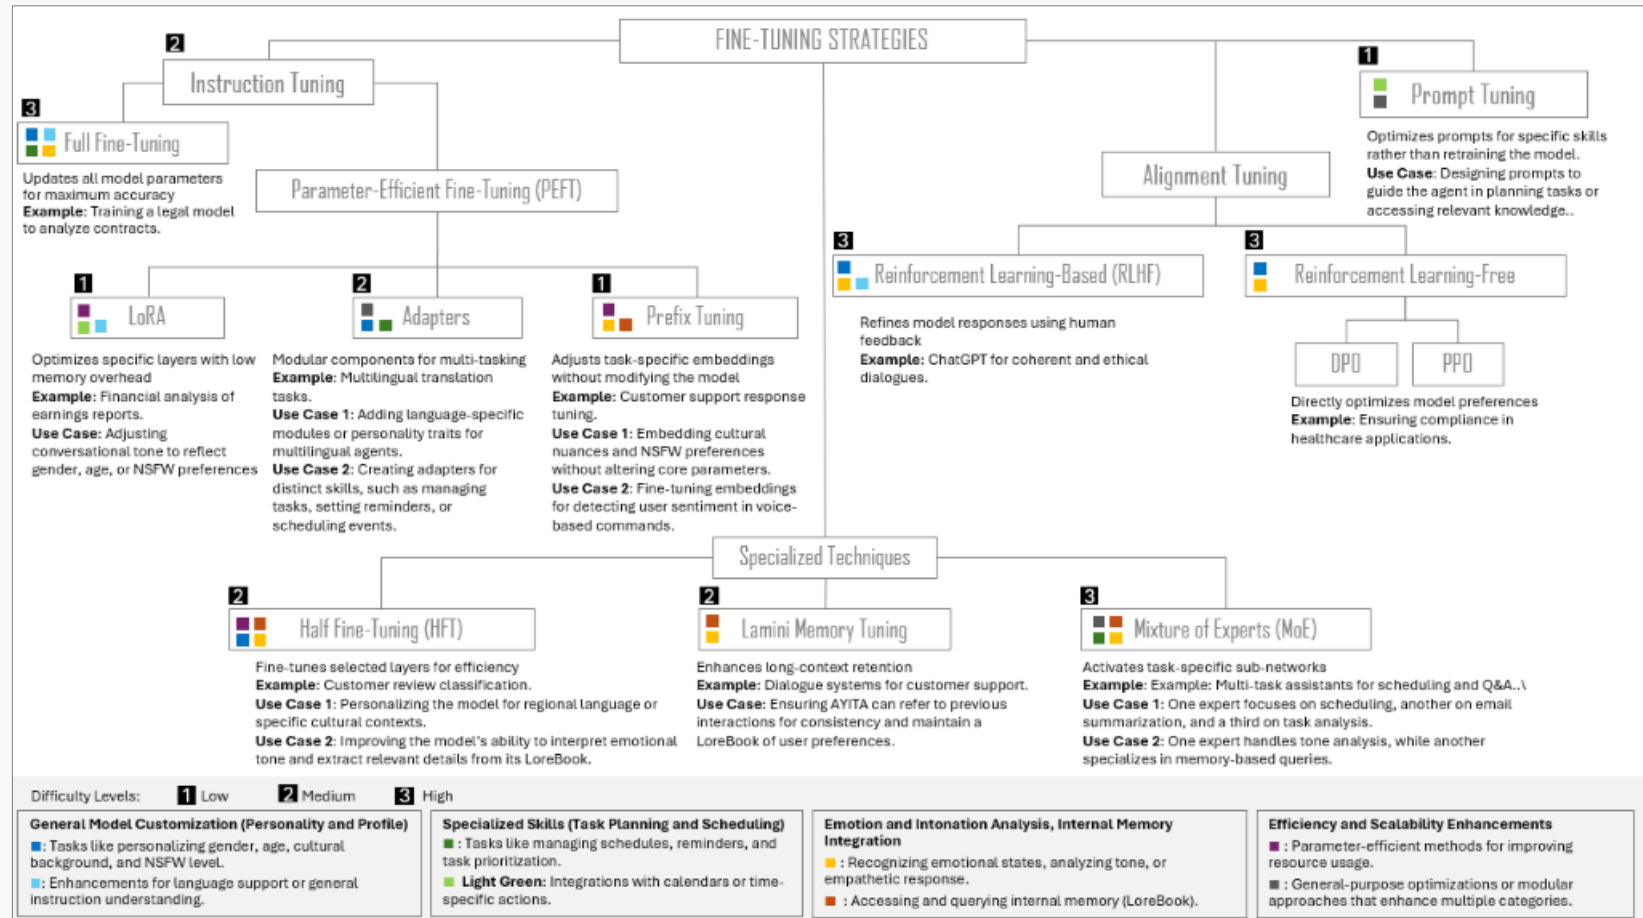 FINE-TUNING STRATEGIES
2
Instruction Tuning
3
Full Fine-Tuning
Updates all model parameters
for maximum accuracy
Example: Training a legal model
to analyze contracts.
Parameter-Efficient Fine-Tuning (PEFT)
1
LoRA
Optimizes specific layers with low
memory overhead
Example: Financial analysis of
earnings reports.
Use Case: Adjusting
conversational tone to reflect
gender, age, or NSFW preferences
2
Adapters
Modular components for multi-tasking
Example: Multilingual translation
tasks.
Use Case 1: Adding language-specific
modules or personality traits for
multilingual agents.
Use Case 2: Creating adapters for
distinct skills, such as managing
tasks, setting reminders, or
scheduling events.
1
Prefix Tuning
Adjusts task-specific embeddings
without modifying the model
Example: Customer support response
tuning.
Use Case 1: Embedding cultural
nuances and NSFW preferences
without altering core parameters.
Use Case 2: Fine-tuning embeddings
for detecting user sentiment in voice-
based commands.
1
Prompt Tuning
Optimizes prompts for specific skills
rather than retraining the model.
Use Case: Designing prompts to
guide the agent in planning tasks or
accessing relevant knowledge..
Alignment Tuning
3
Reinforcement Learning-Based (RLHF)
Refines model responses using human
feedback
Example: ChatGPT for coherent and ethical
dialogues.
3
Reinforcement Learning-Free
DPO
PPO
Directly optimizes model preferences
Example: Ensuring compliance in
healthcare applications.
Specialized Techniques
2
Half Fine-Tuning (HFT)
Fine-tunes selected layers for efficiency
Example: Customer review classification.
Use Case 1: Personalizing the model for regional language or
specific cultural contexts.
Use Case 2: Improving the model's ability to interpret emotional
tone and extract relevant details from its LoreBook.
2
Lamini Memory Tuning
Enhances long-context retention
Example: Dialogue systems for customer support.
Use Case: Ensuring AYITA can refer to previous
interactions for consistency and maintain a
LoreBook of user preferences.
3
Mixture of Experts (MoE)
Activates task-specific sub-networks
Example: Example: Multi-task assistants for scheduling and Q&A..\
Use Case 1: One expert focuses on scheduling, another on email
summarization, and a third on task analysis.
Use Case 2: One expert handles tone analysis, while another
specializes in memory-based queries.
Difficulty Levels: 1 Low 2 Medium 3 High
General Model Customization (Personality and Profile)
: Tasks like personalizing gender, age, cultural
background, and NSFW level.
: Enhancements for language support or general
instruction understanding.
Specialized Skills (Task Planning and Scheduling)
: Tasks like managing schedules, reminders, and
task prioritization.
Light Green: Integrations with calendars or time-
specific actions.
Emotion and Intonation Analysis, Internal Memory
Integration
: Recognizing emotional states, analyzing tone, or
empathetic response.
: Accessing and querying internal memory (LoreBook).
Efficiency and Scalability Enhancements
: Parameter-efficient methods for improving
resource usage.
: General-purpose optimizations or modular
approaches that enhance multiple categories.